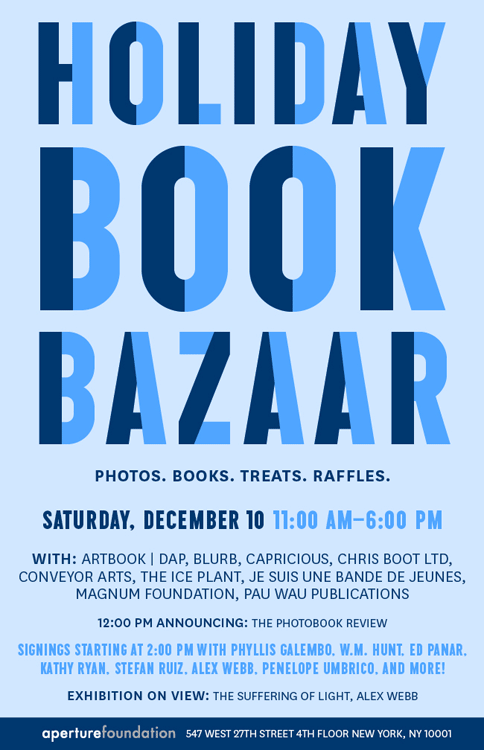 HOLIDAY
BOOK
BAZAAR
PHOTOS. BOOKS. TREATS. RAFFLES.
SATURDAY, DECEMBER 10 11:00 AM–6:00 PM
WITH: ARTBOOK | DAP, BLURB, CAPRICIOUS, CHRIS BOOT LTD,
CONVEYOR ARTS, THE ICE PLANT, JE SUIS UNE BANDE DE JEUNES,
MAGNUM FOUNDATION, PAU WAU PUBLICATIONS
12:00 PM ANNOUNCING: THE PHOTOBOOK REVIEW
SIGNINGS STARTING AT 2:00 PM WITH PHYLLIS GALEMBO, W.M. HUNT, ED PANAR,
KATHY RYAN, STEFAN RUIZ, ALEX WEBB, PENELOPE UMBRICO, AND MORE!
EXHIBITION ON VIEW: THE SUFFERING OF LIGHT, ALEX WEBB
aperturefoundation 547 WEST 27TH STREET 4TH FLOOR NEW YORK, NY 10001